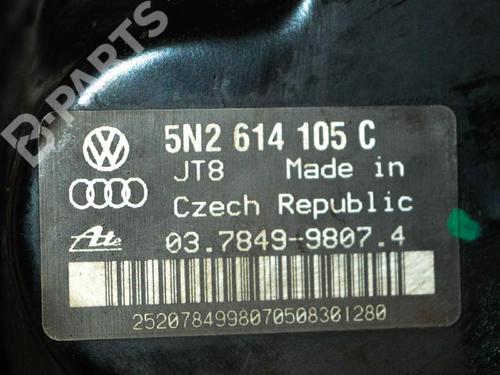 B-PARTS
5N2 614 105 C
JT8 Made in
Czech Republic
Ate 03.7849-9807.4
2520784998070508301280